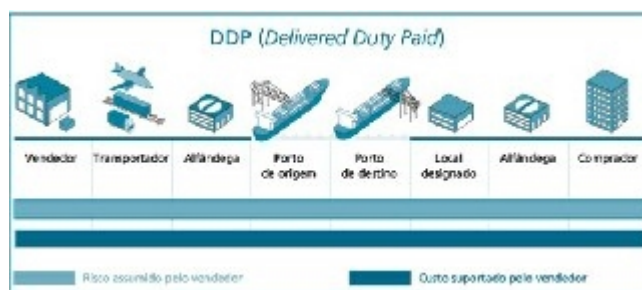 DDP (Delivered Duty Paid)
Vendedor
Transportador
Alfândega
Porto
de origem
Porto
de destino
Local
designado
Alfândega
Comprador
Risco assumido pelo vendedor
Custo suportado pelo vendedor